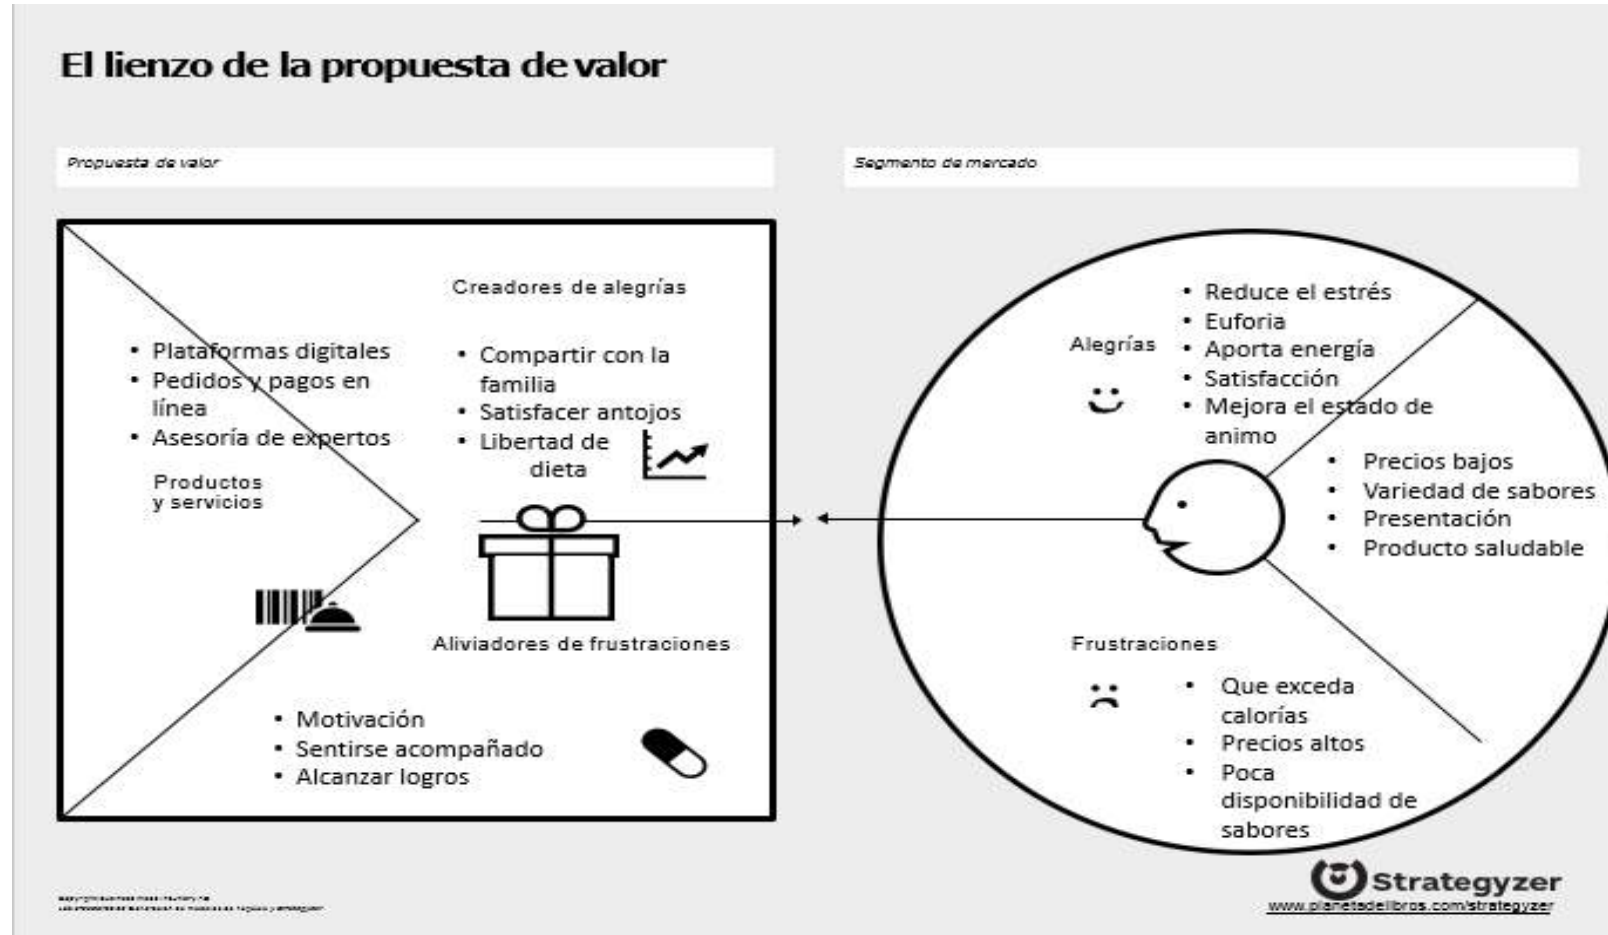 El lienzo de la propuesta de valor
Propuesta de valor
Segmento de mercado
Creadores de alegrías
• Plataformas digitales
• Pedidos y pagos en
línea
• Asesoría de expertos
Productos
y servicios
• Compartir con la
familia
• Satisfacer antojos
• Libertad de
dieta
Aliviadores de frustraciones
• Motivación
• Sentirse acompañado
• Alcanzar logros
Alegrías
• Reduce el estrés
• Euforia
• Aporta energía
• Satisfacción
• Mejora el estado de
animo
• Precios bajos
• Variedad de sabores
• Presentación
• Producto saludable
Frustraciones
• Que exceda
calorías
• Precios altos
• Poca
disponibilidad de
sabores
Strategyzer
www.planetadelibros.com/strategyzer